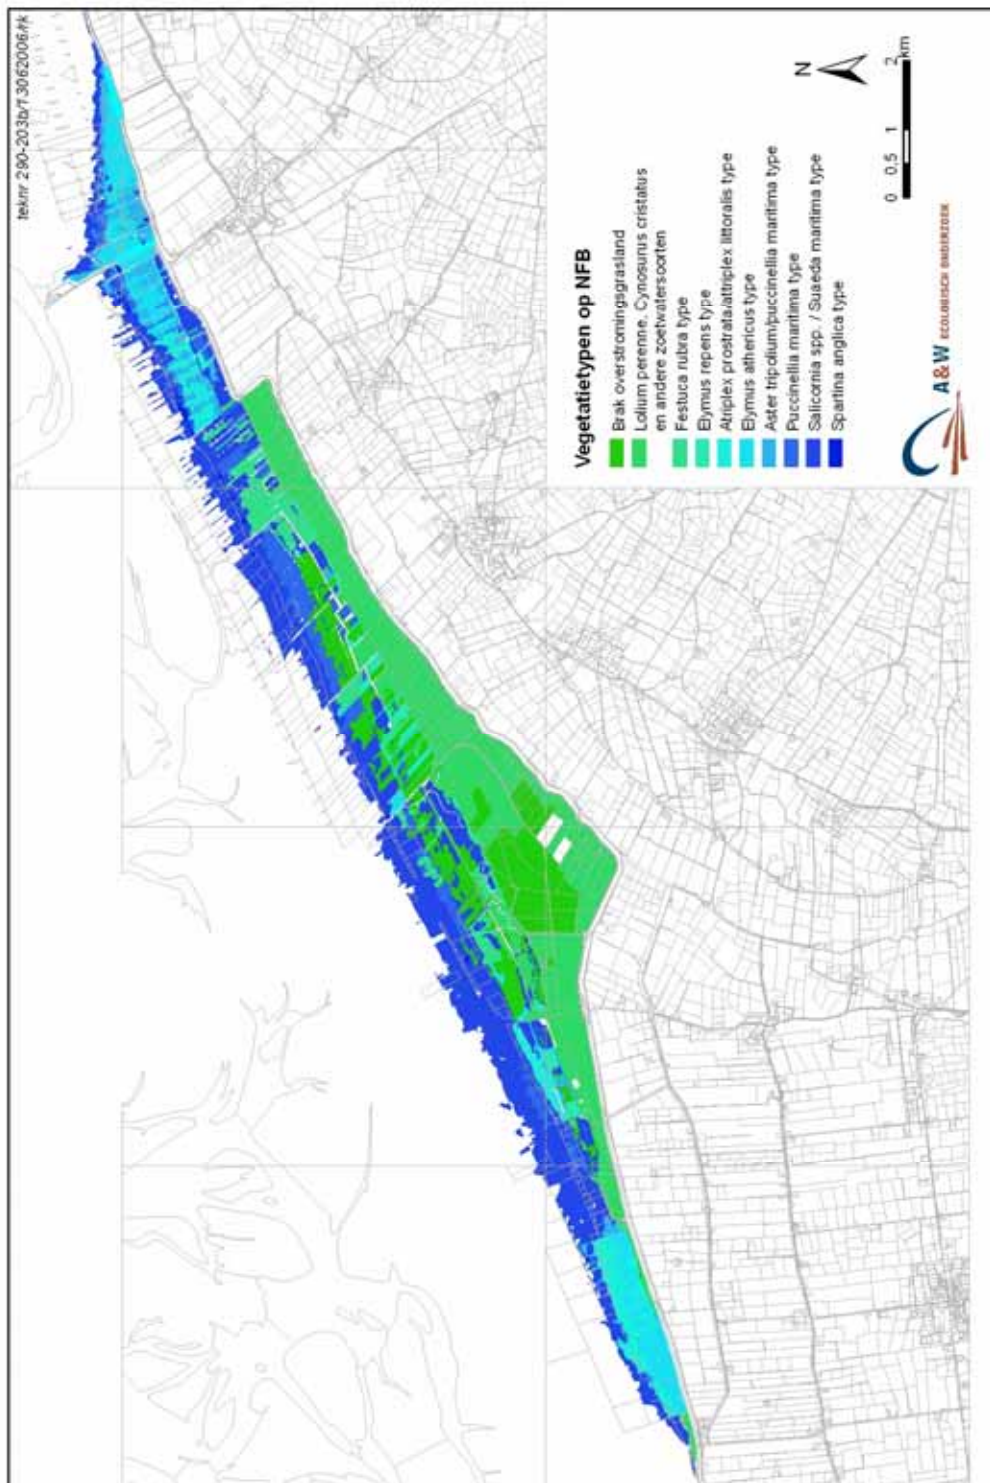 teknr 290-203b/13062006/rk
N
0 0,5 1 2
km
Vegetatietypen op NFB
Brak overstromingsgrasland
Lolium perenne, Cynosurus cristatus
en andere zoetwatersoorten
Festuca rubra type
Elymus repens type
Atriplex prostrata/attriplex littoralis type
Elymus athericus type
Aster tripolium/puccinellia maritima type
Puccinellia maritima type
Salicornia spp. / Suaeda maritima type
Spartina anglica type
A&W ECOLOGISCH ONDERZOEK